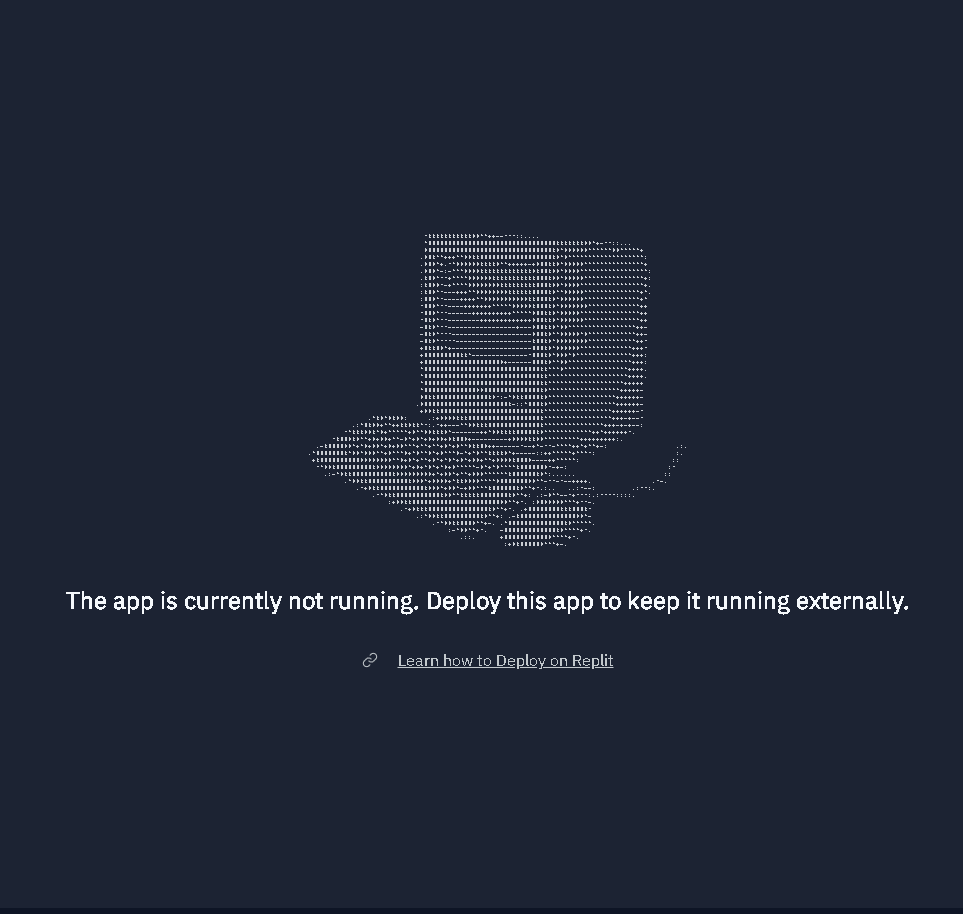 The app is currently not running. Deploy this app to keep it running externally.
Learn how to Deploy on Replit